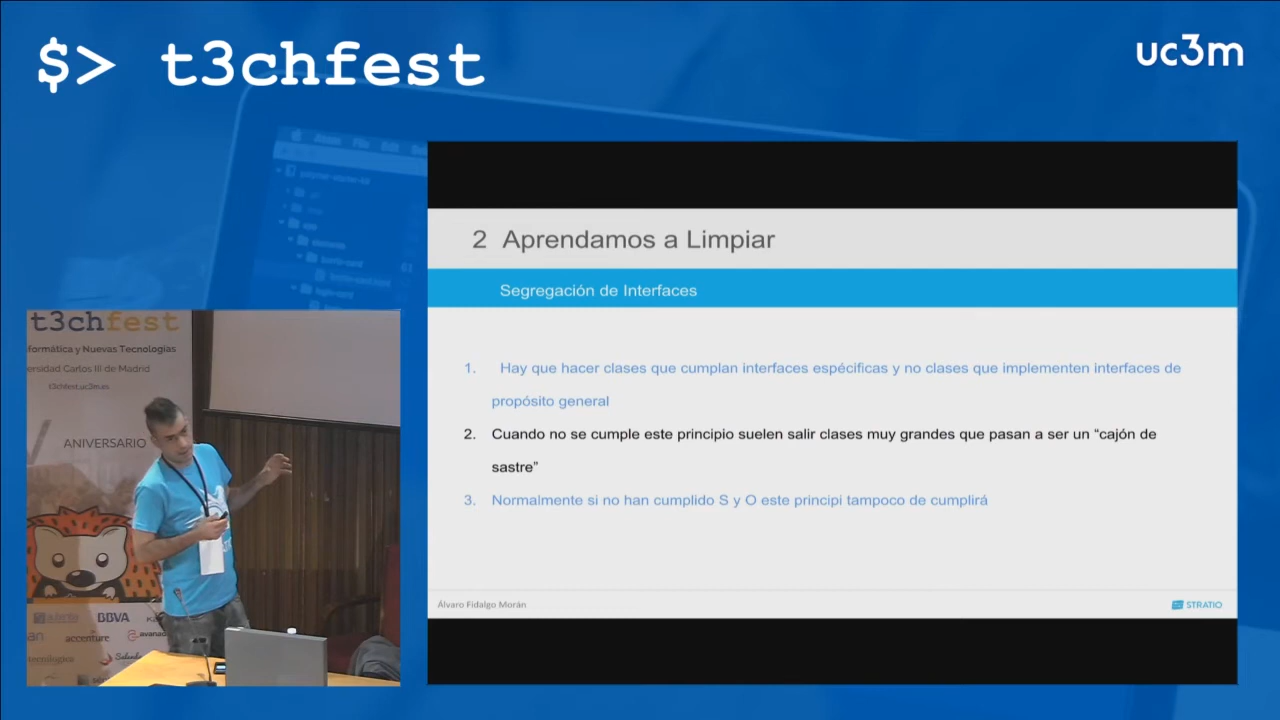 $> t3chfest
uc3m
2 Aprendamos a Limpiar
Segregación de Interfaces
1. Hay que hacer clases que cumplan interfaces espécificas y no clases que implementen interfaces de
propósito general
2. Cuando no se cumple este principio suelen salir clases muy grandes que pasan a ser un “cajón de
sastre”
3. Normalmente si no han cumplido S y O este principi tampoco de cumplirá
Álvaro Fidalgo Morán
STRATIO
t3chfest
formática y Nuevas Tecnologías
ersidad Carlos III de Madrid
t3chfest.uc3m.es
ANIVERSARIO
BBVA
accenture